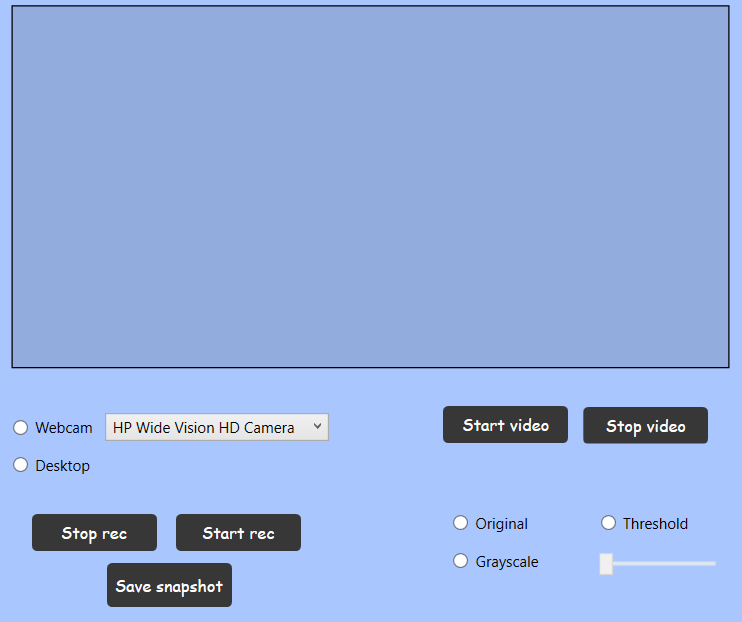 Webcam
HP Wide Vision HD Camera
Start video
Stop video
Desktop
Stop rec
Start rec
Original
Threshold
Grayscale
Save snapshot